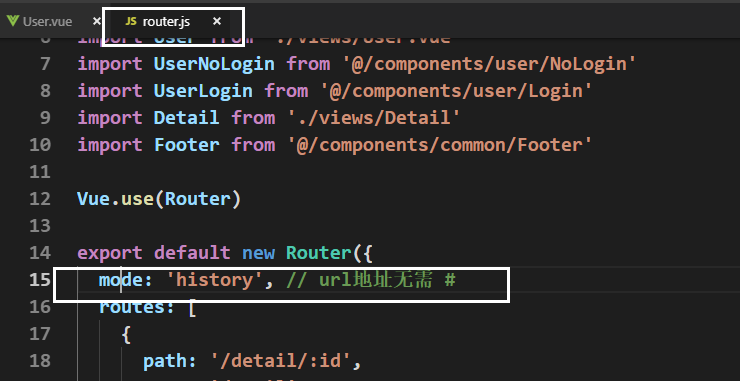 User.vue × JS router.js ×
6 import User from './views/User.vue'
7 import UserNoLogin from '@/components/user/NoLogin'
8 import UserLogin from '@/components/user/Login'
9 import Detail from './views/Detail'
10 import Footer from '@/components/common/Footer'
11
12 Vue.use(Router)
13
14 export default new Router({
15 mode: 'history', // url地址无需 #
16 routes: [
17 {
18 path: '/detail/:id',